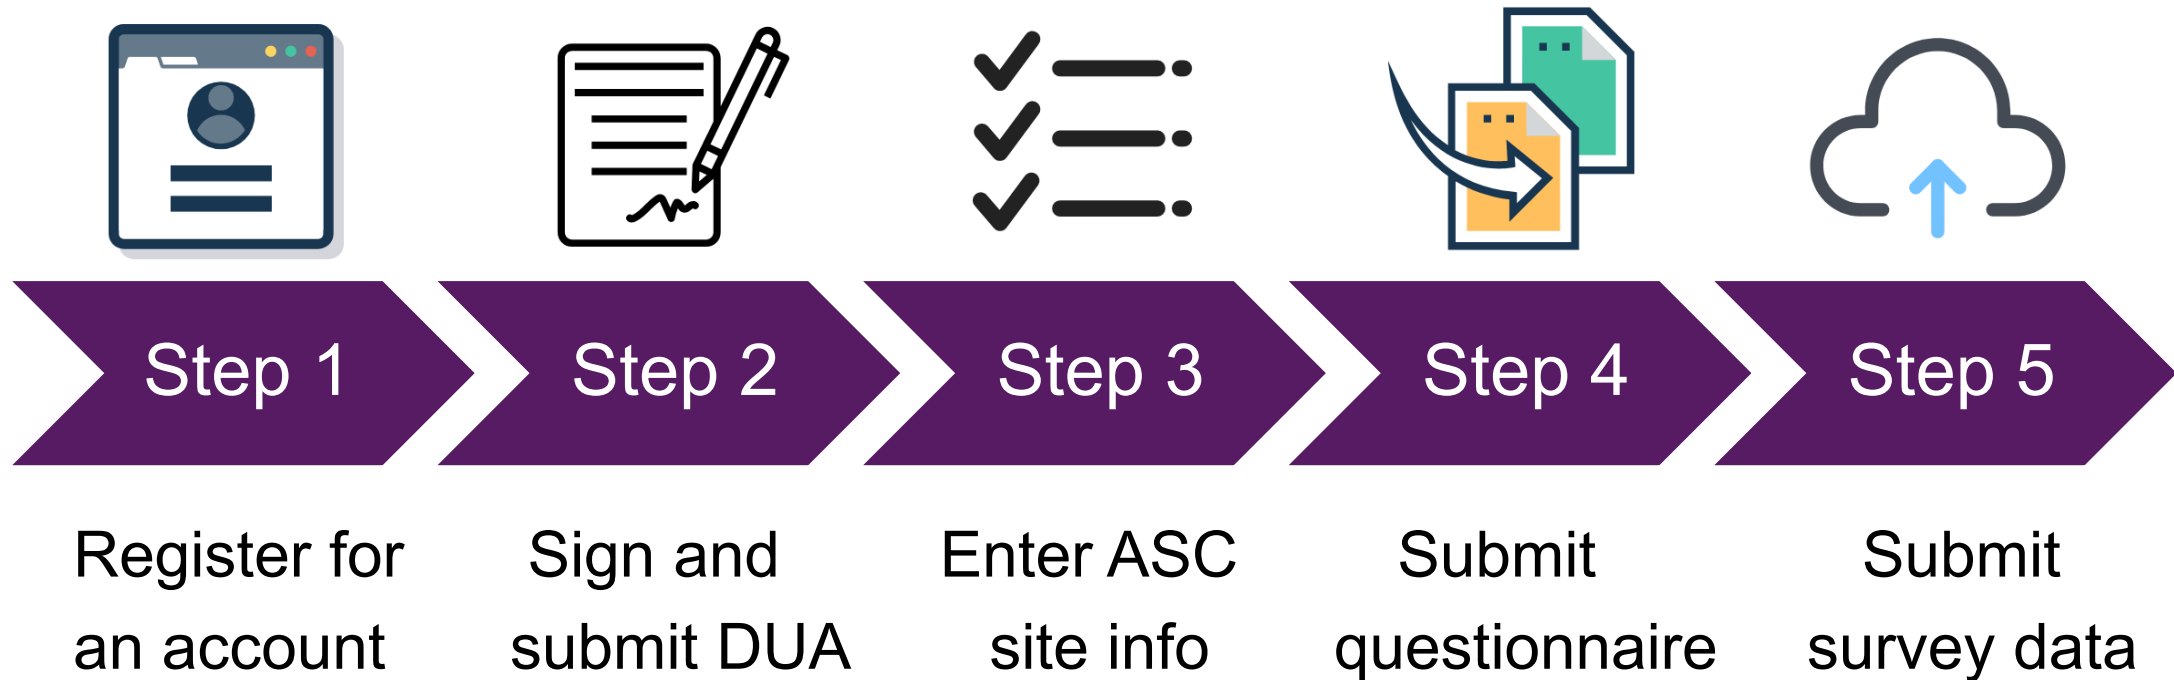 Step 1
Step 2
Step 3
Step 4
Step 5
Register for
an account
Sign and
submit DUA
Enter ASC
site info
Submit
questionnaire
Submit
survey data